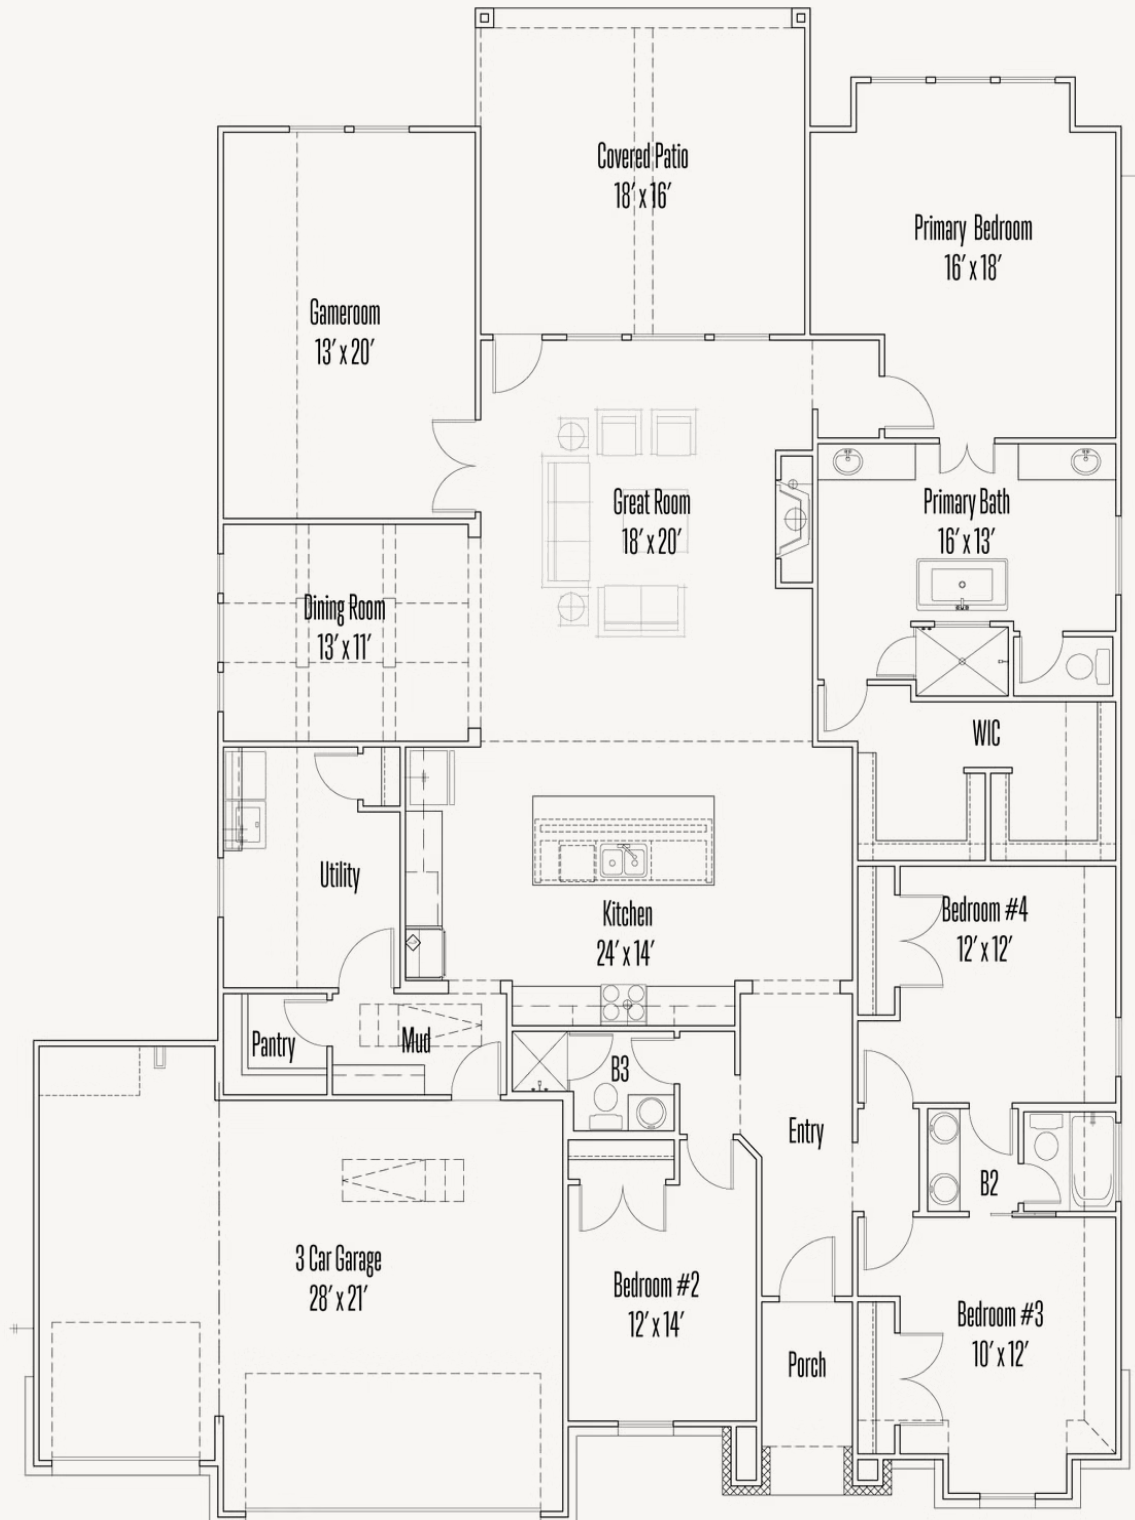 Covered Patio
18' x 16'
Primary Bedroom
16' x 18'
Gameroom
13' x 20'
Great Room
18' x 20'
Primary Bath
16' x 13'
Dining Room
13' x 11'
WIC
Utility
Kitchen
24' x 14'
Bedroom #4
12' x 12'
Pantry
Mud
B3
Entry
B2
3 Car Garage
28' x 21'
Bedroom #2
12' x 14'
Porch
Bedroom #3
10' x 12'